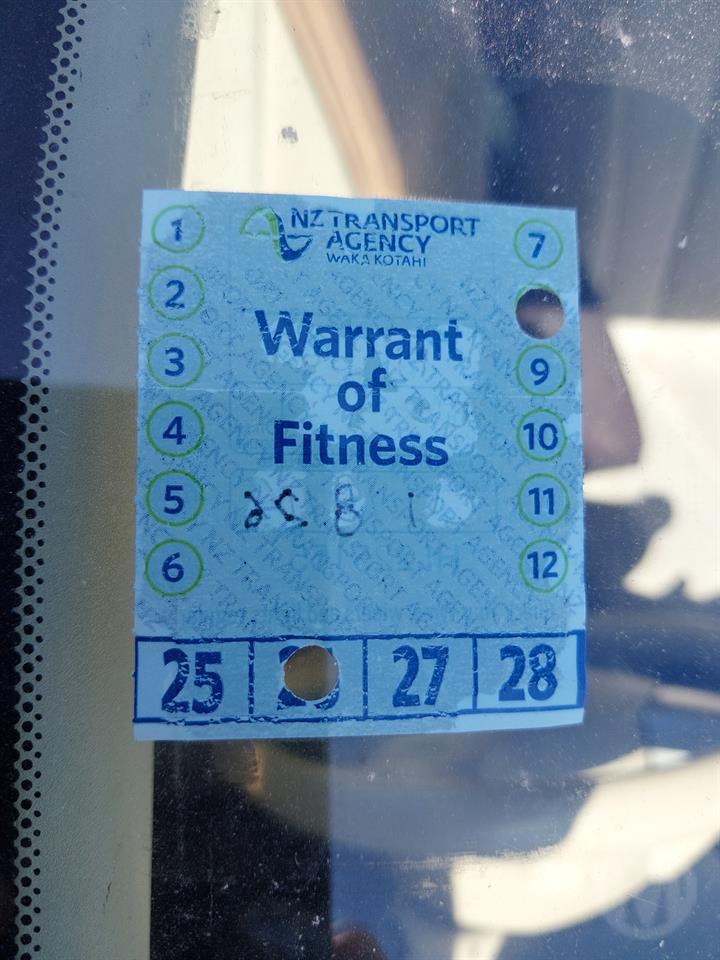 NZ TRANSPORT
AGENCY
WAKA KOTAHI
1
2
3
4
5
6
Warrant
of
Fitness
7
9
10
11
12
25
27
28